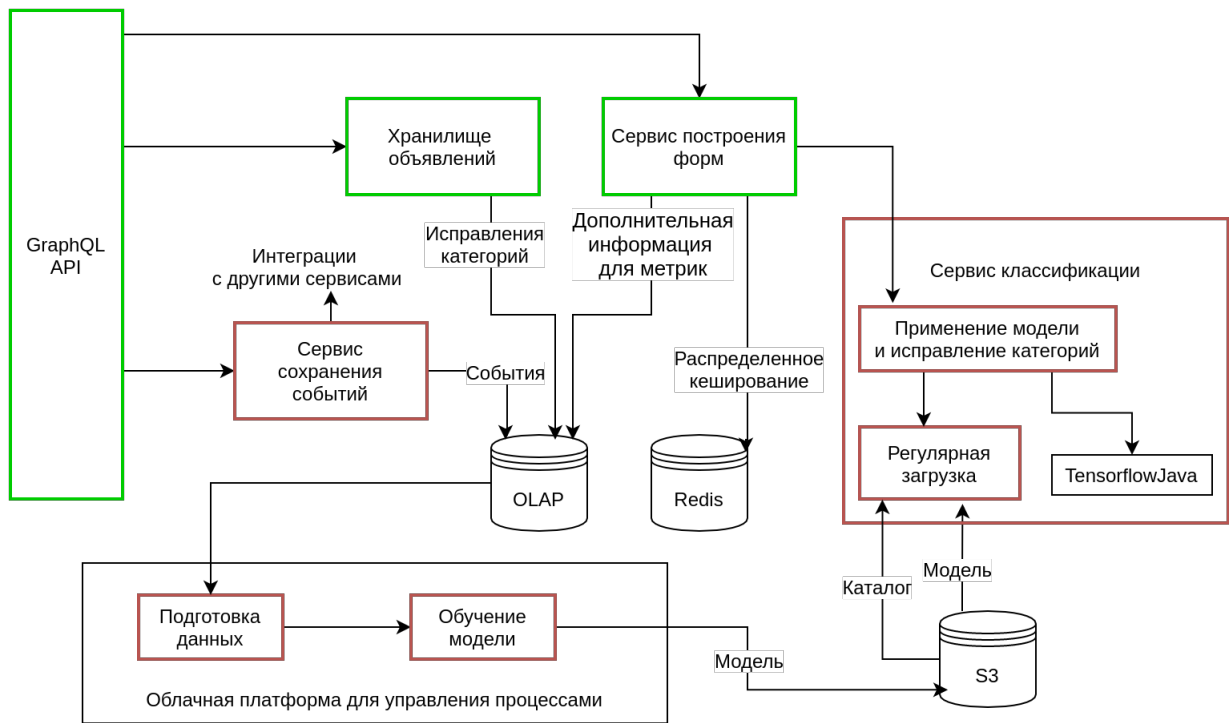 GraphQL
API
Хранилище
объявлений
Сервис построения
форм
Исправления
категорий
Дополнительная
информация
для метрик
Интеграции
с другими сервисами
Сервис
сохранения
событий
События
Распределенное
кеширование
Сервис классификации
Применение модели
и исправление категорий
Регулярная
загрузка
TensorflowJava
OLAP
Redis
Каталог
Модель
Подготовка
данных
Обучение
модели
Модель
S3
Облачная платформа для управления процессами